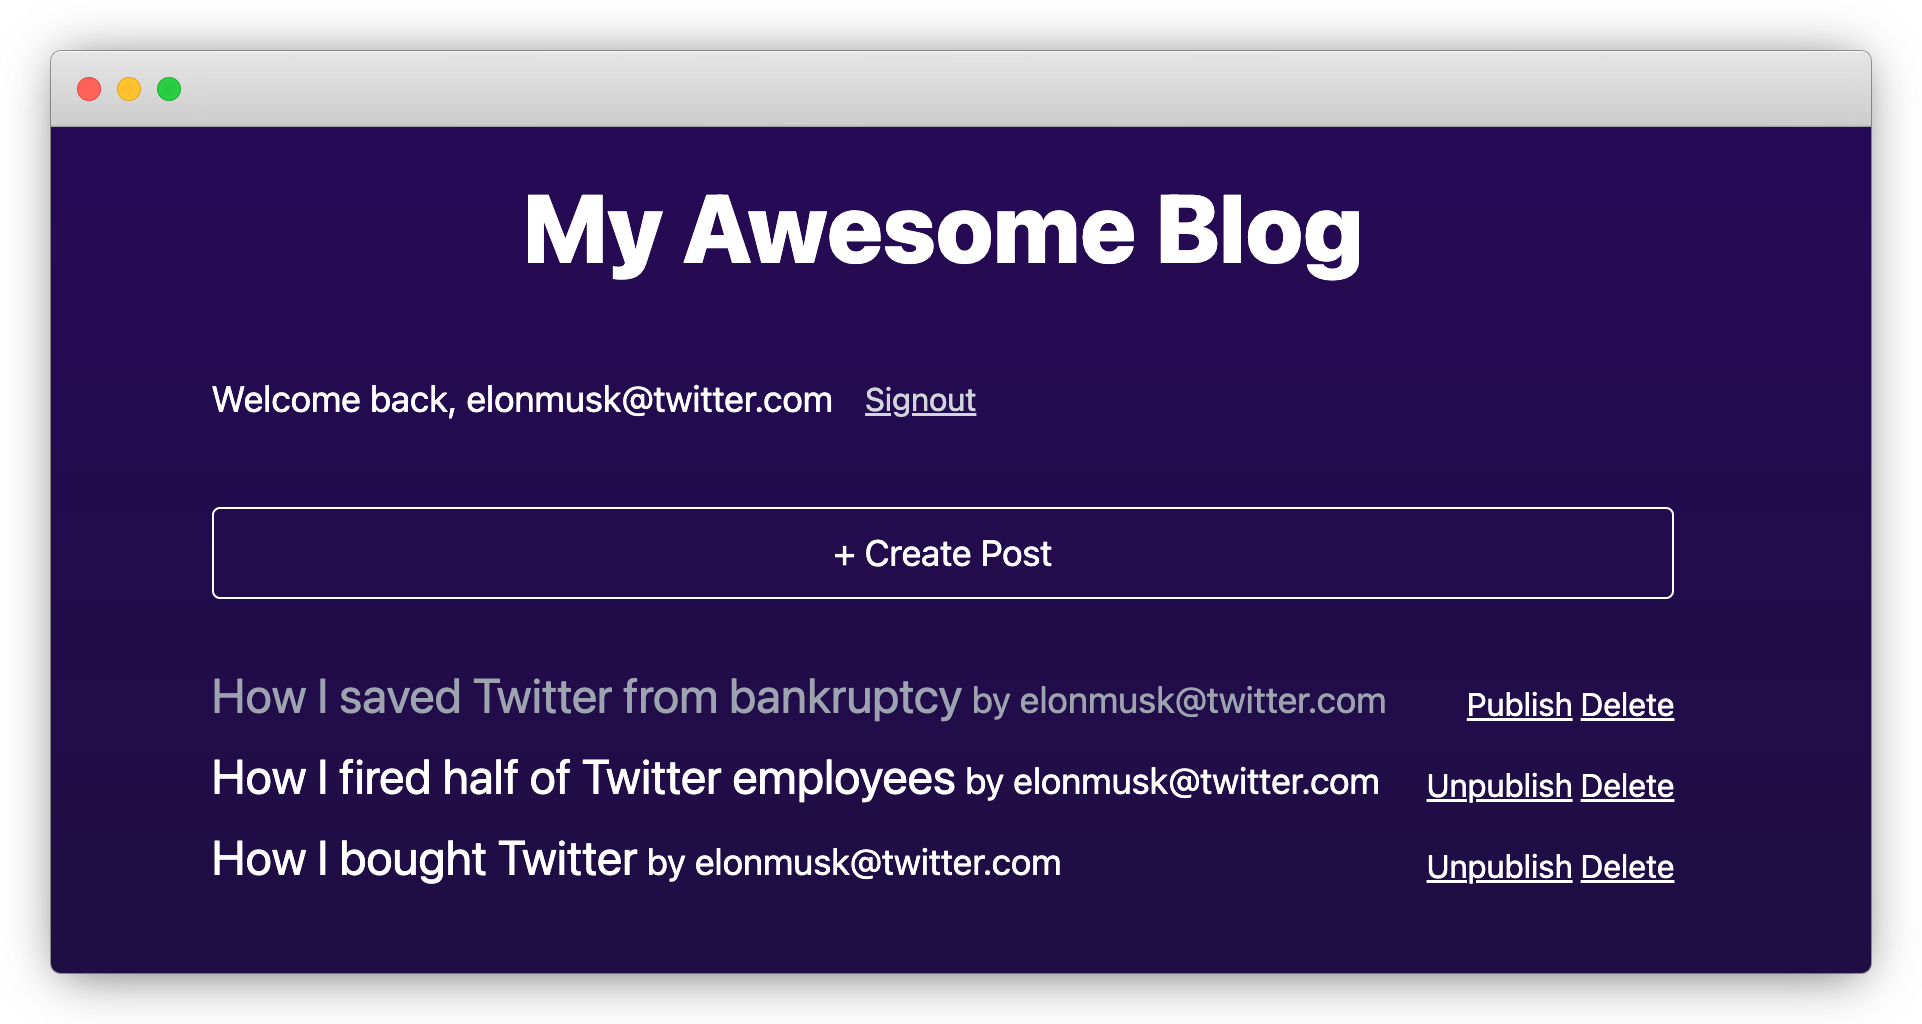 My Awesome Blog
Welcome back, elonmusk@twitter.com Signout
+ Create Post
How I saved Twitter from bankruptcy by elonmusk@twitter.com Publish Delete
How I fired half of Twitter employees by elonmusk@twitter.com Unpublish Delete
How I bought Twitter by elonmusk@twitter.com Unpublish Delete